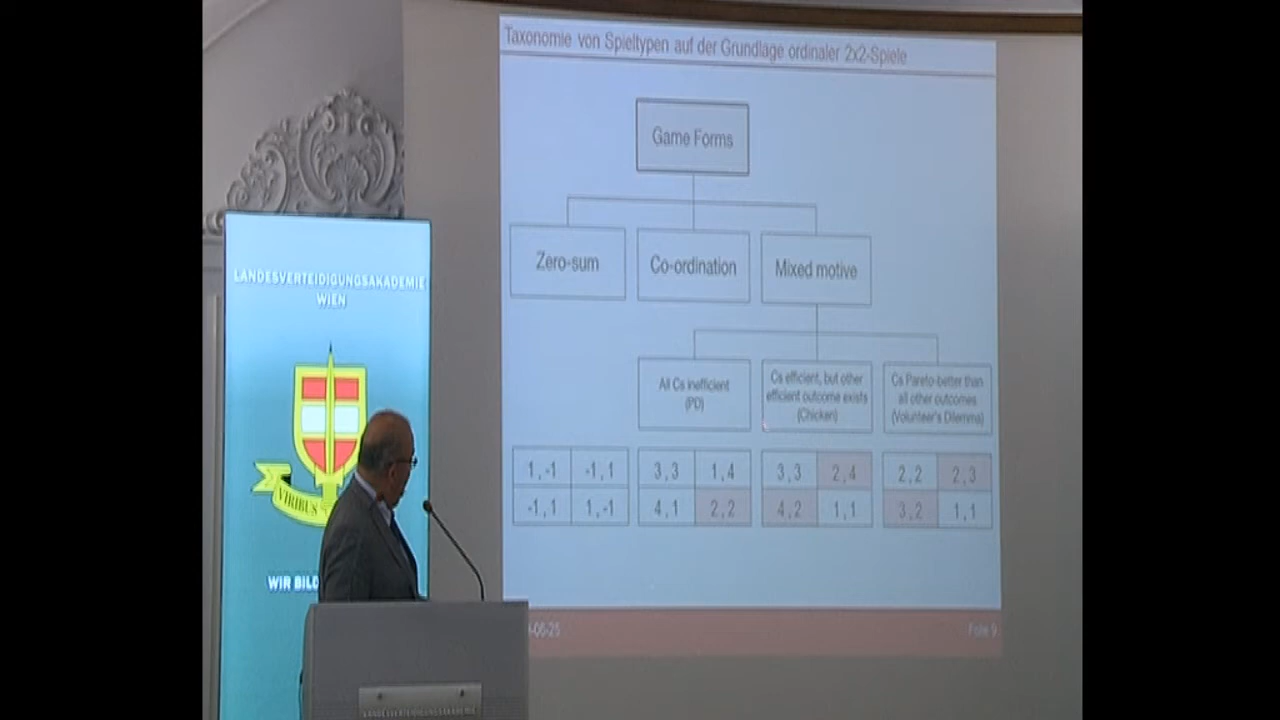 Taxonomie von Spieltypen auf der Grundlage ordinaler 2x2-Spiele
Game Forms
Zero-sum
Co-ordination
Mixed motive
All Cs inefficient
(PD)
Cs efficient, but other
efficient outcome exists
(Chicken)
Cs Pareto-better than
all other outcomes
(Volunteer's Dilemma)
1,-1 -1,1
-1,1 1,-1
3,3 1,4
4,1 2,2
3,3 2,4
4,2 1,1
2,2 2,3
3,2 1,1
-06-25
Folie 9
LANDESVERTEIDIGUNGSAKADEMIE
WIEN
VIRIBUS
WIR BILD
LANDESVERTEIDIGUNGSAKADEMIE